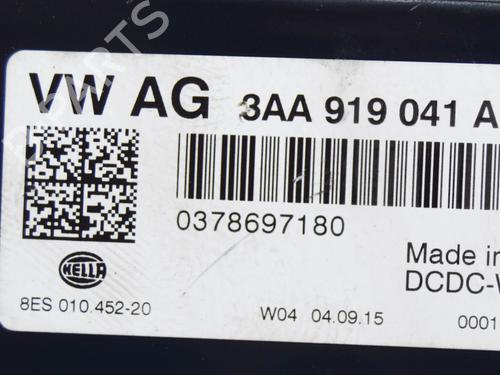 VW AG 3AA 919 041 A
0378697180
Made in
DCDC-W
HELLA
8ES 010.452-20
W04 04.09.15
0001
PARTS